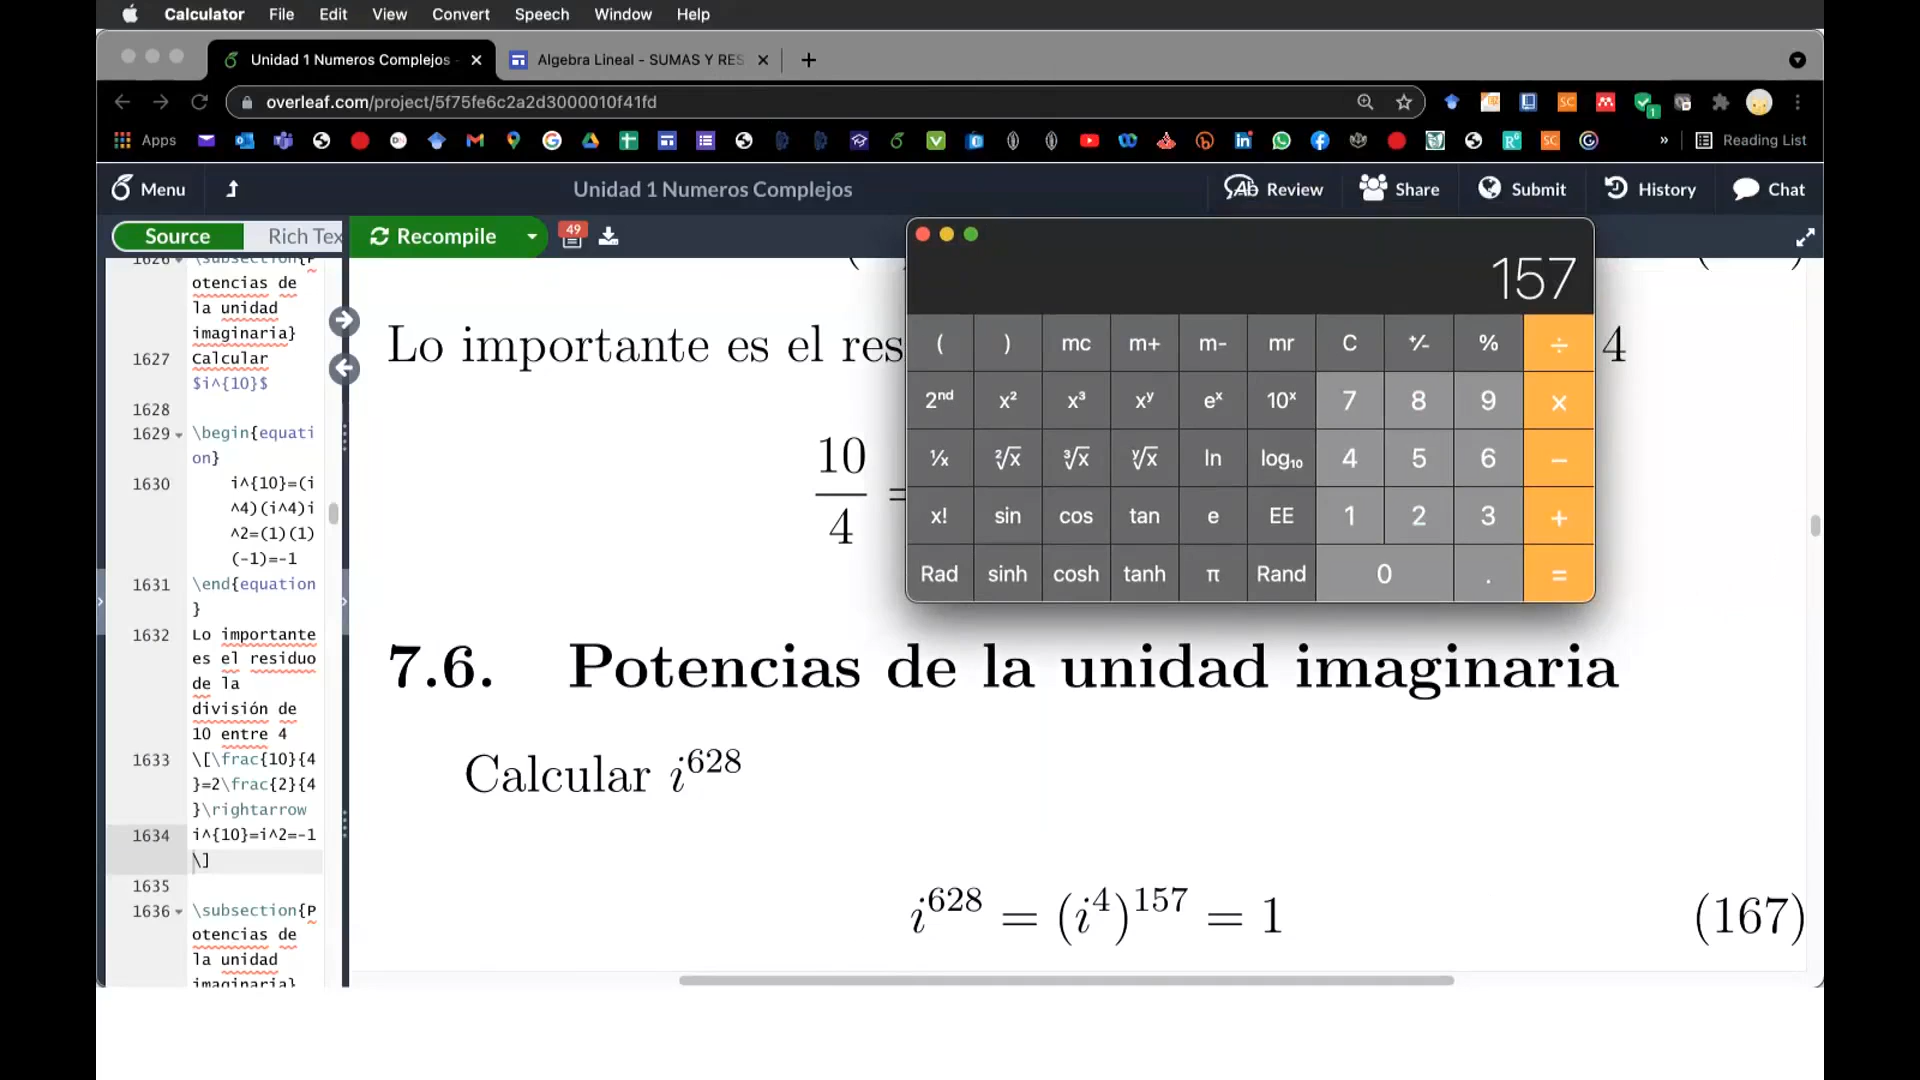 Calculator File Edit View Convert Speech Window Help
Unidad 1 Numeros Complejos
Algebra Lineal - SUMAS Y RES
overleaf.com/project/5f75fe6c2a2d3000010f41fd
Apps
Reading List
Menu
Unidad 1 Numeros Complejos
Review
Share
Submit
History
Chat
Source
Rich Tex
Recompile
49
1626 \subsection{P
otencias de
la unidad
imaginaria}
1627 Calcular
$i^{10}$
1628
1629 \begin{equati
on}
1630 i^{10}=(i
^4)(i^4)i
^2=(1)(1)
(-1)=-1
1631 \end{equation
}
1632 Lo importante
es el residuo
de la
división de
10 entre 4
1633 \[\frac{10}{4
}=2\frac{2}{4
}\rightarrow
1634 i^{10}=i^2=-1
\]
1635
1636 \subsection{P
otencias de
la unidad
imaginaria}
Lo importante es el res
4
10
4
=
157
( ) mc m+ m- mr C +/- % ÷
2nd x² x³ xʸ eˣ 10ˣ 7 8 9 ×
1/x ²√x ³√x ʸ√x ln log₁₀ 4 5 6 −
x! sin cos tan e EE 1 2 3 +
Rad sinh cosh tanh π Rand 0 . =
7.6. Potencias de la unidad imaginaria
Calcular i⁶²⁸
i⁶²⁸ = (i⁴)¹⁵⁷ = 1 (167)